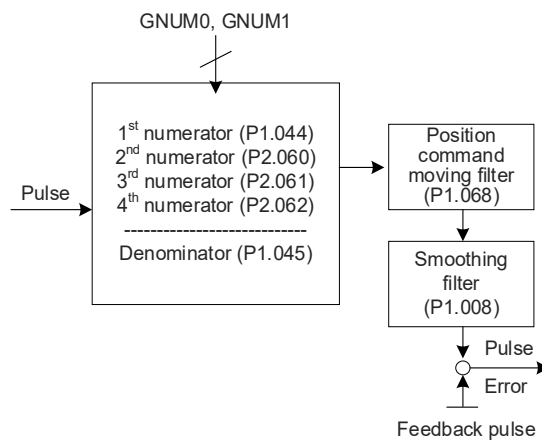 GNUM0, GNUM1
1st numerator (P1.044)
2nd numerator (P2.060)
3rd numerator (P2.061)
4th numerator (P2.062)
-----------------------------
Denominator (P1.045)
Pulse
Position
command
moving filter
(P1.068)
Smoothing
filter
(P1.008)
Pulse
Error
Feedback pulse